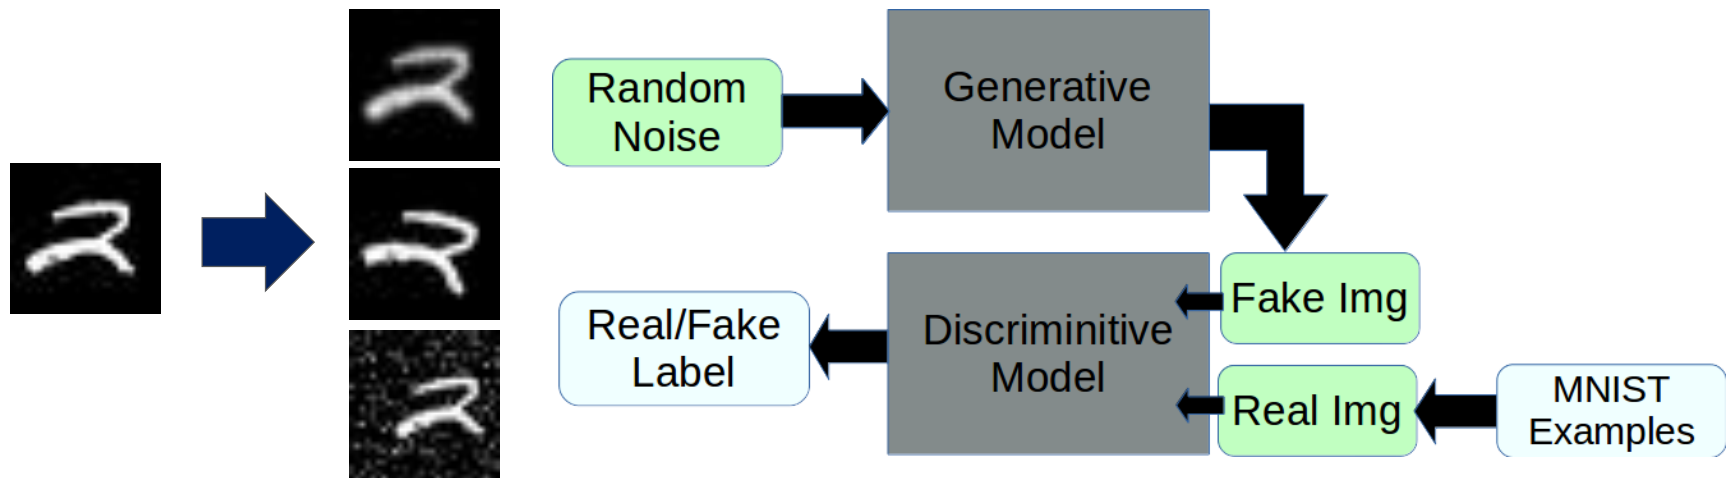 Random
Noise
Generative
Model
Fake Img
Real/Fake
Label
Discriminitive
Model
Real Img
MNIST
Examples